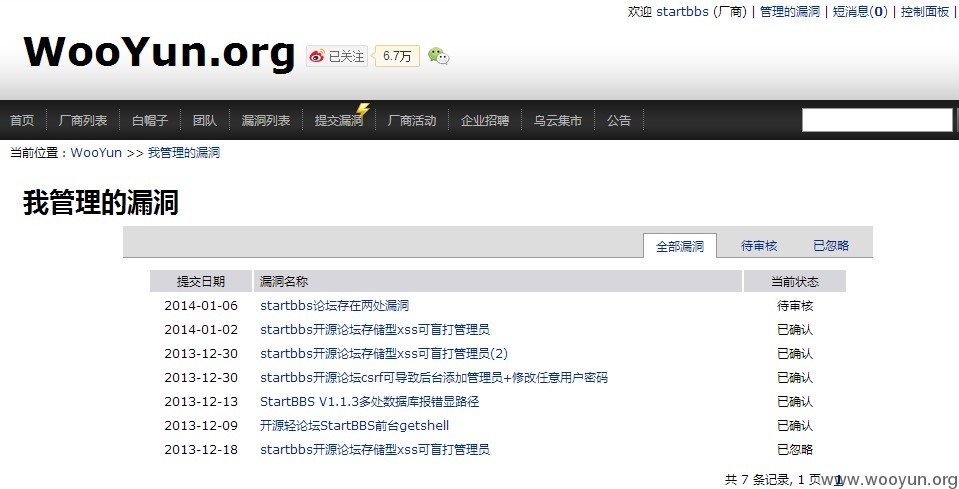 欢迎 startbbs (厂商) | 管理的漏洞 | 短消息(0) | 控制面板 |
WooYun.org 已关注 6.7万
首页 厂商列表 白帽子 团队 漏洞列表 提交漏洞 厂商活动 企业招聘 乌云集市 公告
当前位置：WooYun >> 我管理的漏洞
我管理的漏洞
全部漏洞 待审核 已忽略
提交日期 漏洞名称 当前状态
2014-01-06 startbbs论坛存在两处漏洞 待审核
2014-01-02 startbbs开源论坛存储型xss可盲打管理员 已确认
2013-12-30 startbbs开源论坛存储型xss可盲打管理员(2) 已确认
2013-12-30 startbbs开源论坛csrf可导致后台添加管理员+修改任意用户密码 已确认
2013-12-13 StartBBS V1.1.3多处数据库报错显路径 已确认
2013-12-09 开源轻论坛StartBBS前台getshell 已确认
2013-12-18 startbbs开源论坛存储型xss可盲打管理员 已忽略
共 7 条记录, 1 页 1
www.wooyun.org